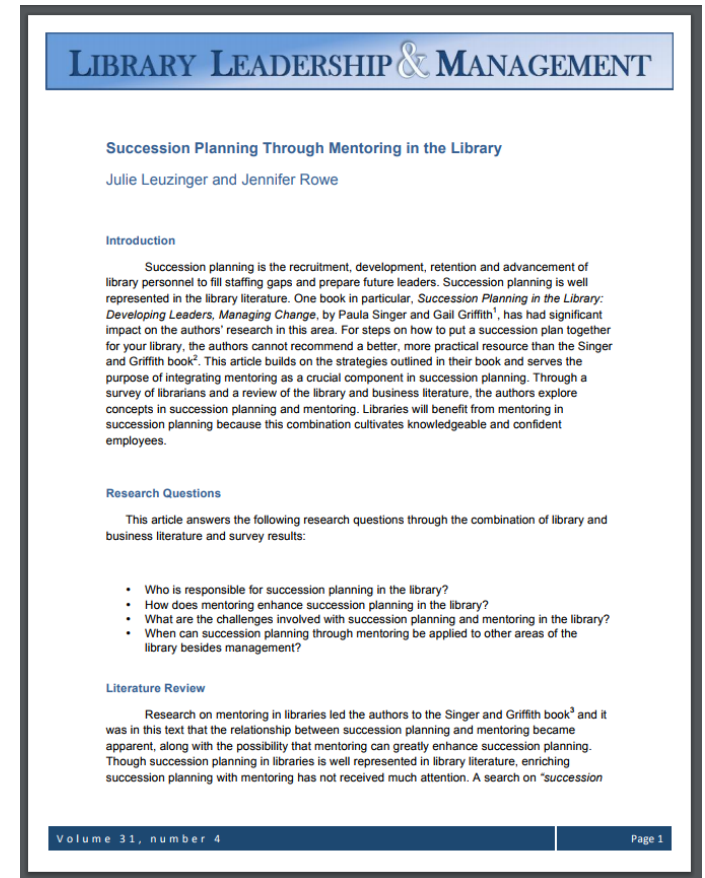 LIBRARY LEADERSHIP & MANAGEMENT
Succession Planning Through Mentoring in the Library
Julie Leuzinger and Jennifer Rowe
Introduction
Succession planning is the recruitment, development, retention and advancement of
library personnel to fill staffing gaps and prepare future leaders. Succession planning is well
represented in the library literature. One book in particular, Succession Planning in the Library:
Developing Leaders, Managing Change, by Paula Singer and Gail Griffith¹, has had significant
impact on the authors' research in this area. For steps on how to put a succession plan together
for your library, the authors cannot recommend a better, more practical resource than the Singer
and Griffith book². This article builds on the strategies outlined in their book and serves the
purpose of integrating mentoring as a crucial component in succession planning. Through a
survey of librarians and a review of the library and business literature, the authors explore
concepts in succession planning and mentoring. Libraries will benefit from mentoring in
succession planning because this combination cultivates knowledgeable and confident
employees.
Research Questions
This article answers the following research questions through the combination of library and
business literature and survey results:
• Who is responsible for succession planning in the library?
• How does mentoring enhance succession planning in the library?
• What are the challenges involved with succession planning and mentoring in the library?
• When can succession planning through mentoring be applied to other areas of the
library besides management?
Literature Review
Research on mentoring in libraries led the authors to the Singer and Griffith book³ and it
was in this text that the relationship between succession planning and mentoring became
apparent, along with the possibility that mentoring can greatly enhance succession planning.
Though succession planning in libraries is well represented in library literature, enriching
succession planning with mentoring has not received much attention. A search on "succession
Volume 31, number 4
Page 1